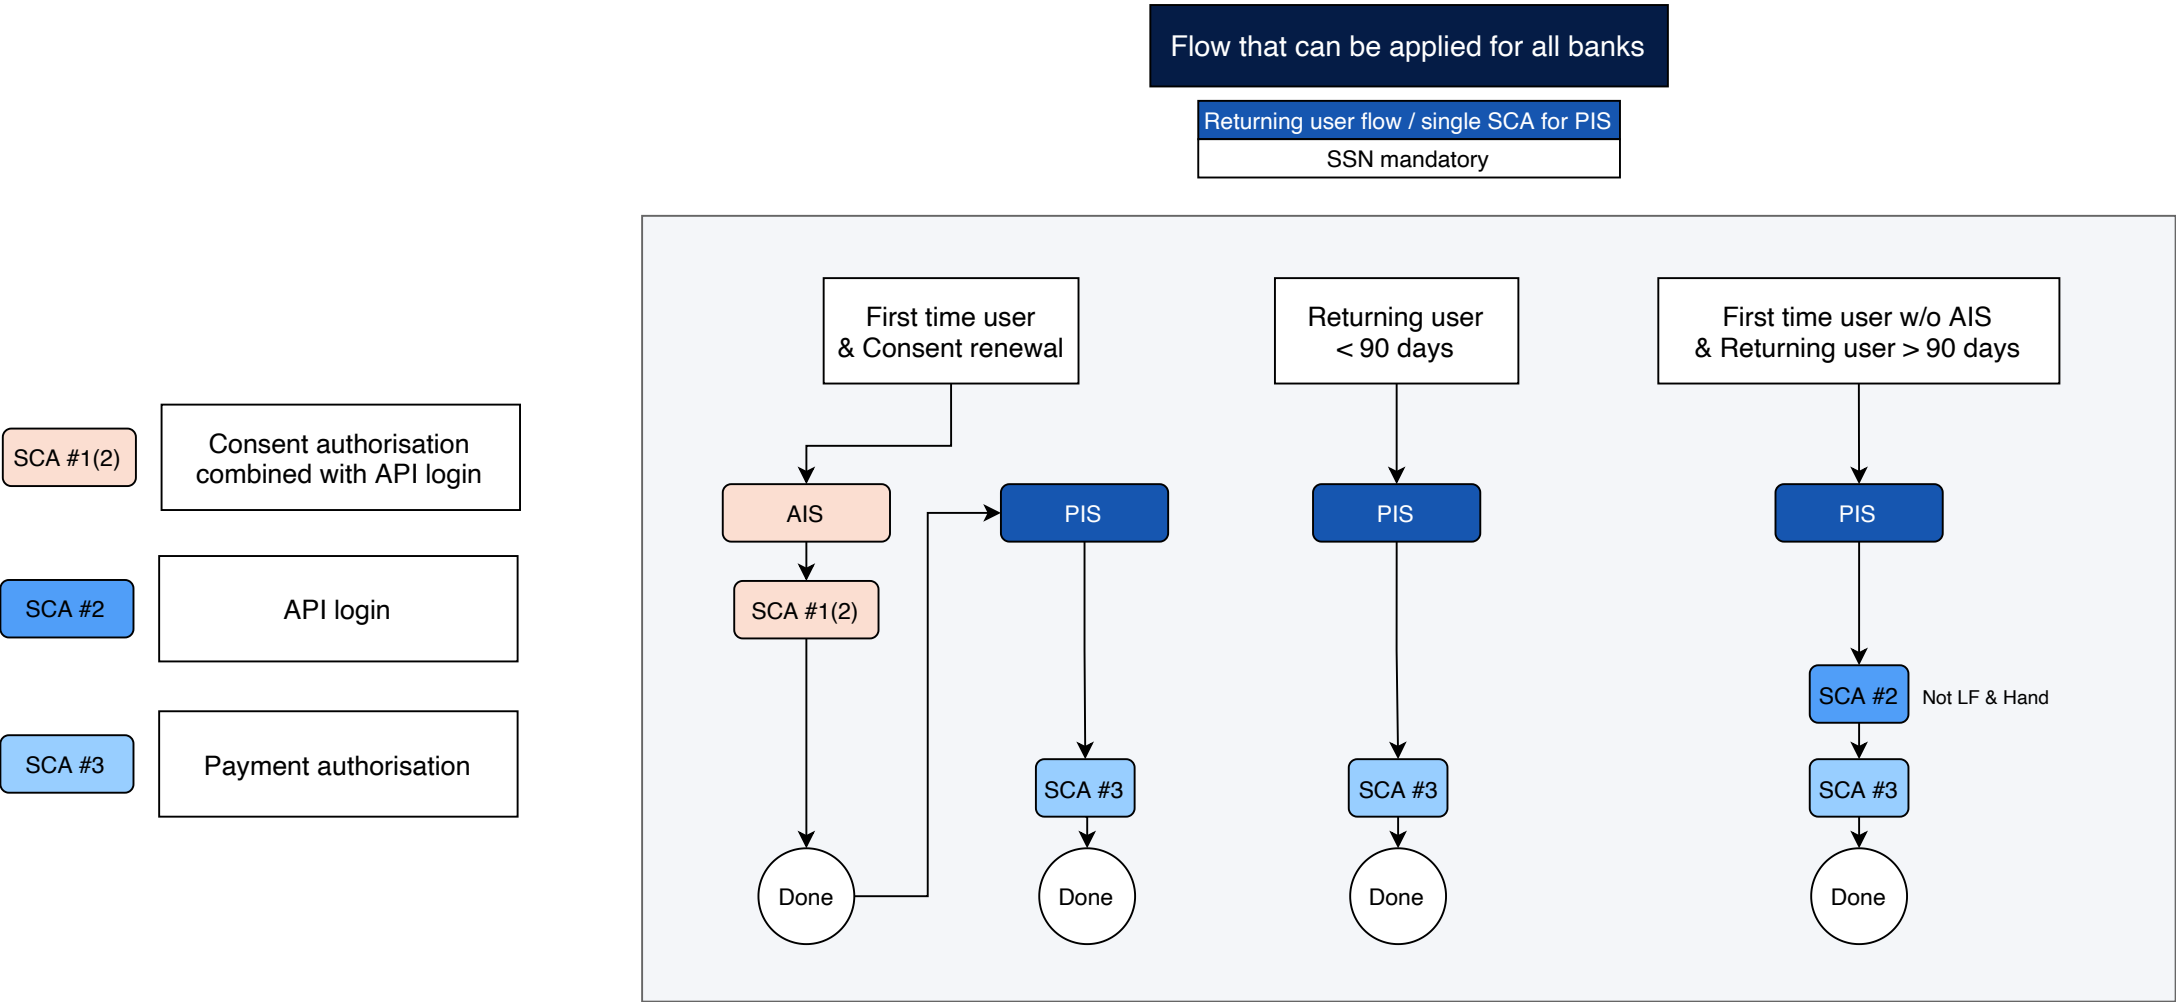 Flow that can be applied for all banks
Returning user flow / single SCA for PIS
SSN mandatory
SCA #1(2)
Consent authorisation
combined with API login
SCA #2
API login
SCA #3
Payment authorisation
First time user
& Consent renewal
AIS
SCA #1(2)
Done
PIS
SCA #3
Done
Returning user
< 90 days
PIS
SCA #3
Done
First time user w/o AIS
& Returning user > 90 days
PIS
SCA #2
Not LF & Hand
SCA #3
Done